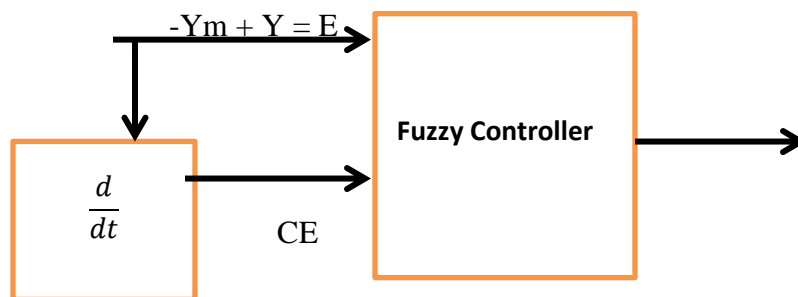 -Ym + Y = E
Fuzzy Controller
d
dt
CE